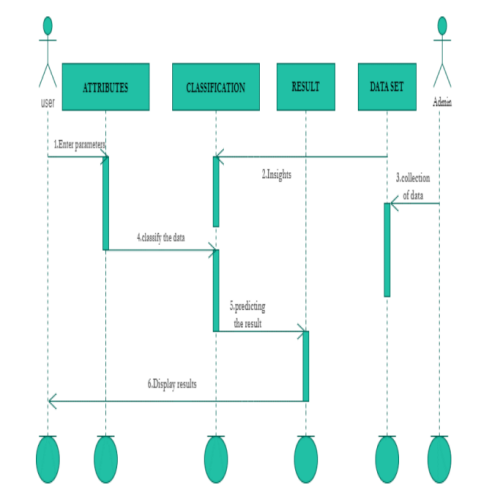 user
ATTRIBUTES
CLASSIFICATION
RESULT
DATA SET
Admin
1.Enter parameters
2.Insights
3.collection
of data
4.classify the data
5.predicting
the result
6.Display results